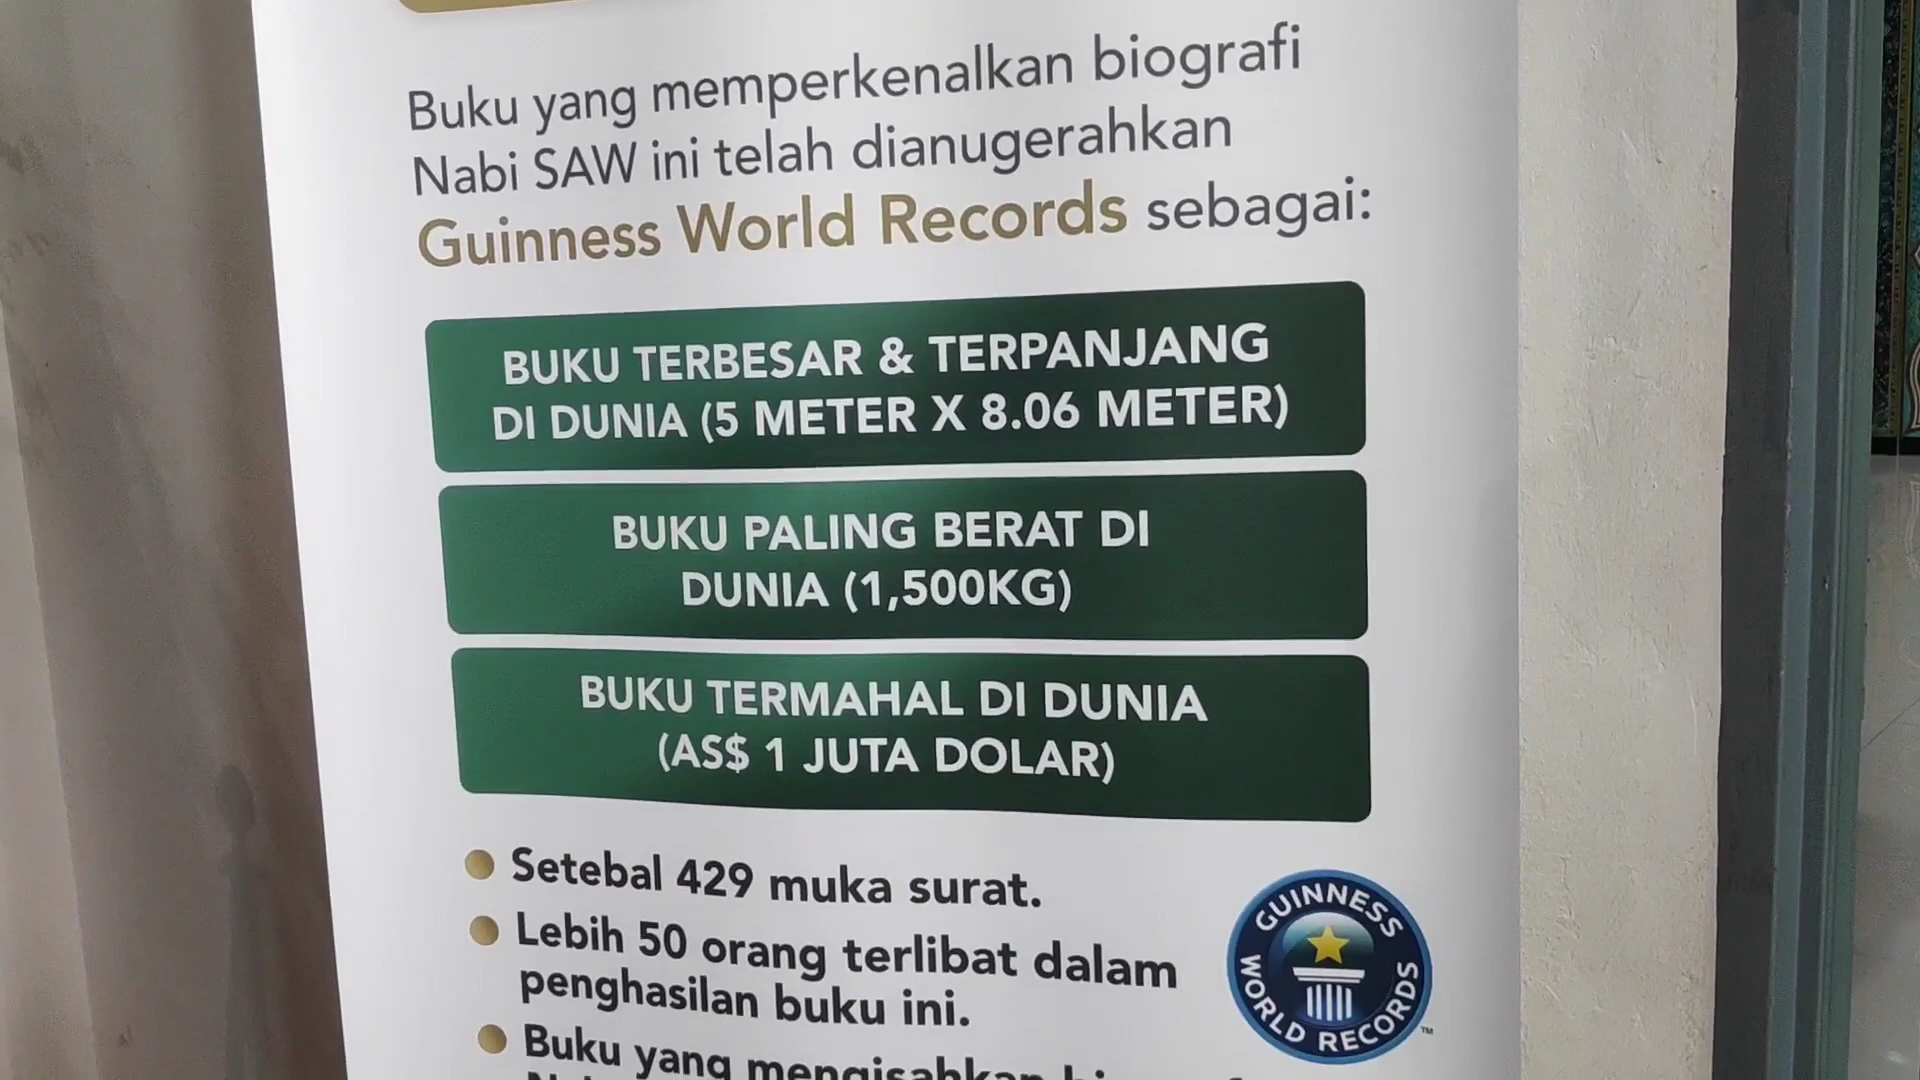 Buku yang memperkenalkan biografi
Nabi SAW ini telah dianugerahkan
Guinness World Records sebagai:
BUKU TERBESAR & TERPANJANG
DI DUNIA (5 METER X 8.06 METER)
BUKU PALING BERAT DI
DUNIA (1,500KG)
BUKU TERMAHAL DI DUNIA
(AS$ 1 JUTA DOLAR)
Setebal 429 muka surat.
Lebih 50 orang terlibat dalam
penghasilan buku ini.
Buku yang mengisahkan
GUINNESS
WORLD RECORDS
™